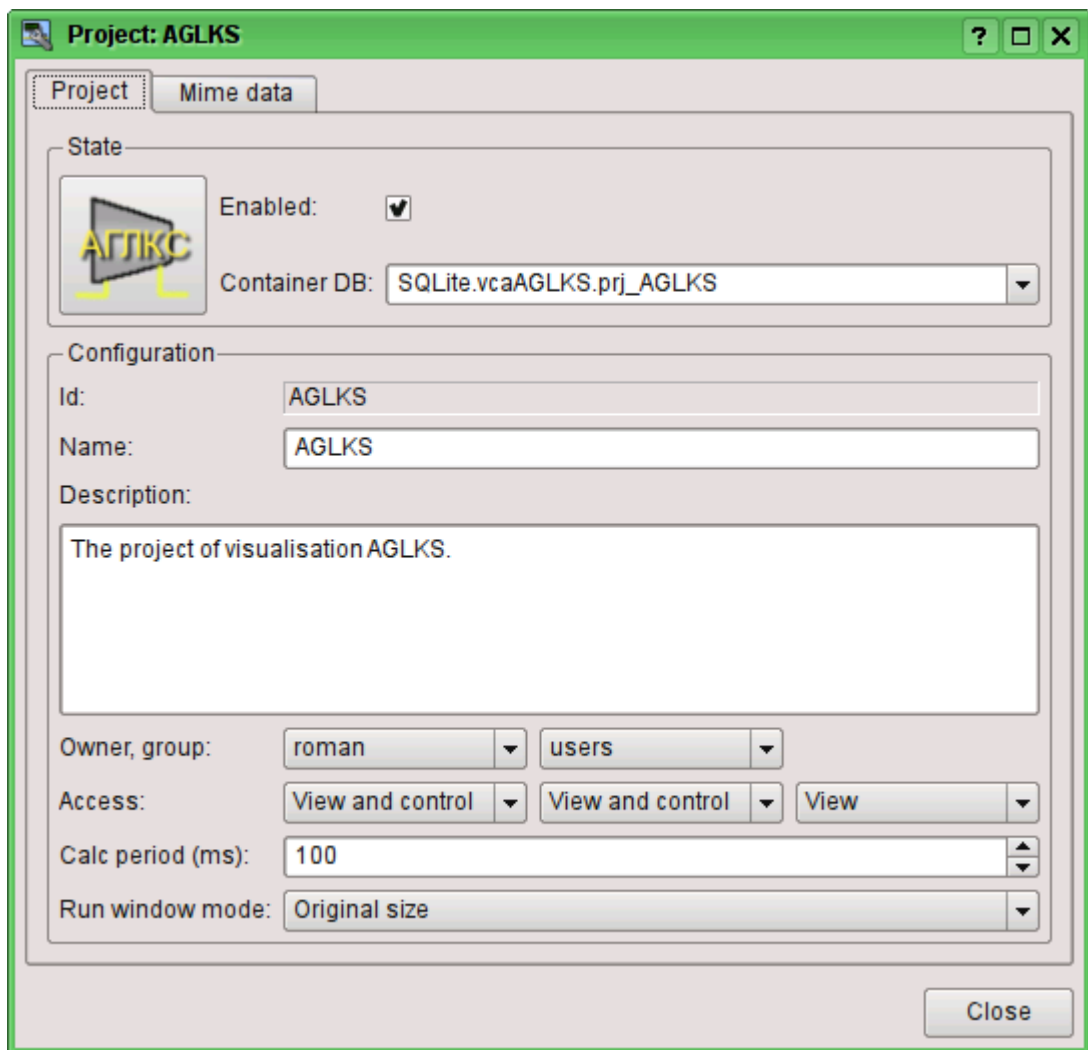 Project: AGLKS ?
Project Mime data
State
АГЛКС
Enabled:
Container DB: SQLite.vcaAGLKS.prj_AGLKS
Configuration
Id: AGLKS
Name: AGLKS
Description:
The project of visualisation AGLKS.
Owner, group: roman users
Access: View and control View and control View
Calc period (ms): 100
Run window mode: Original size
Close